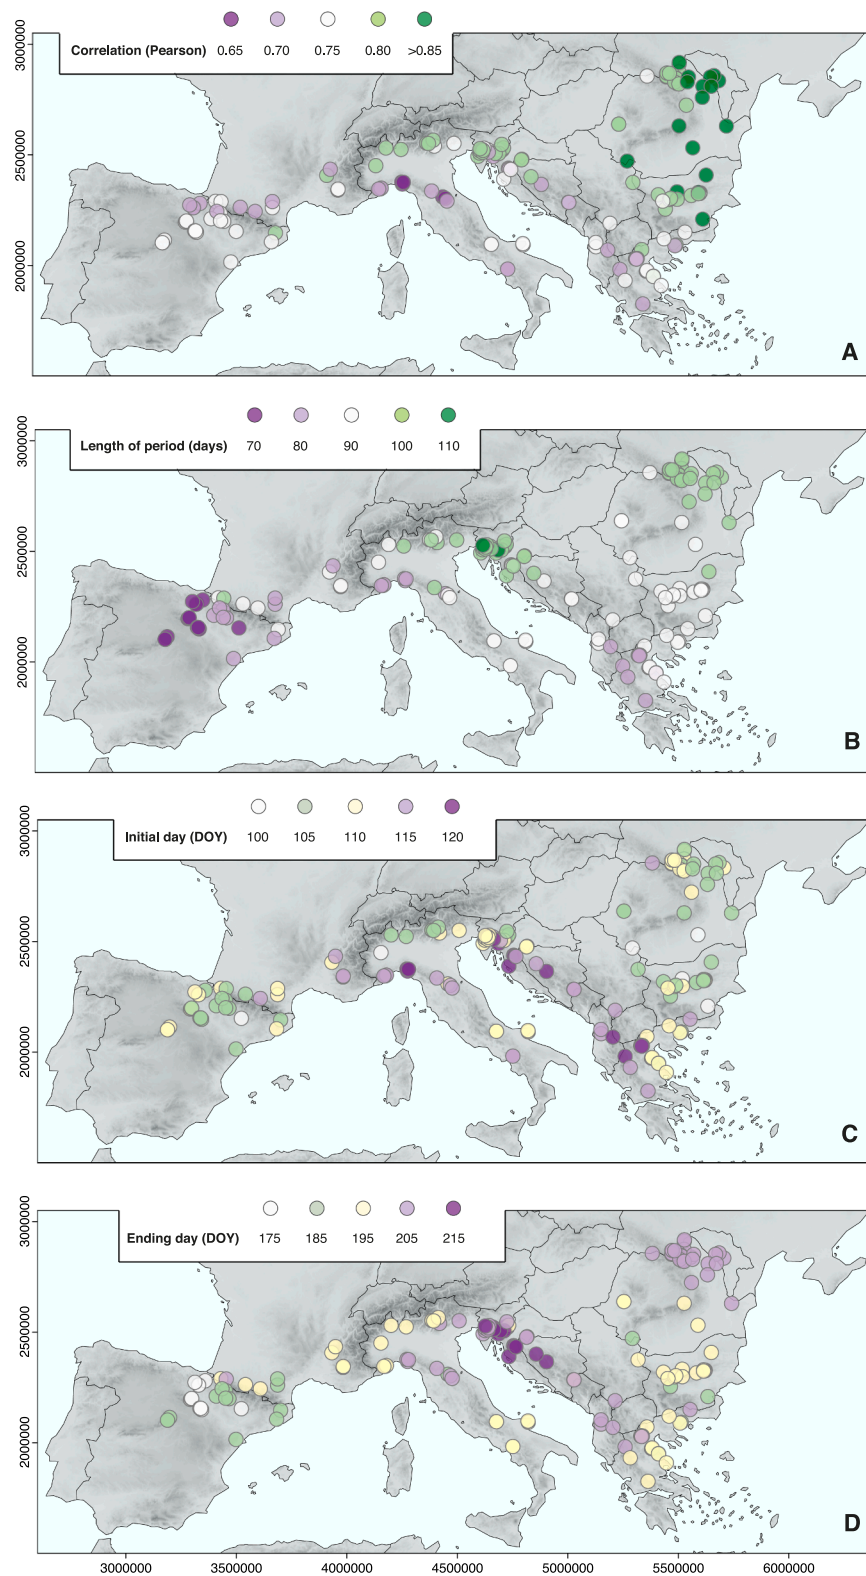 Correlation (Pearson) 0.65 0.70 0.75 0.80 >0.85
3000000
2500000
2000000
A
Length of period (days) 70 80 90 100 110
3000000
2500000
2000000
B
Initial day (DOY) 100 105 110 115 120
3000000
2500000
2000000
C
Ending day (DOY) 175 185 195 205 215
3000000
2500000
2000000
D
3000000 3500000 4000000 4500000 5000000 5500000 6000000